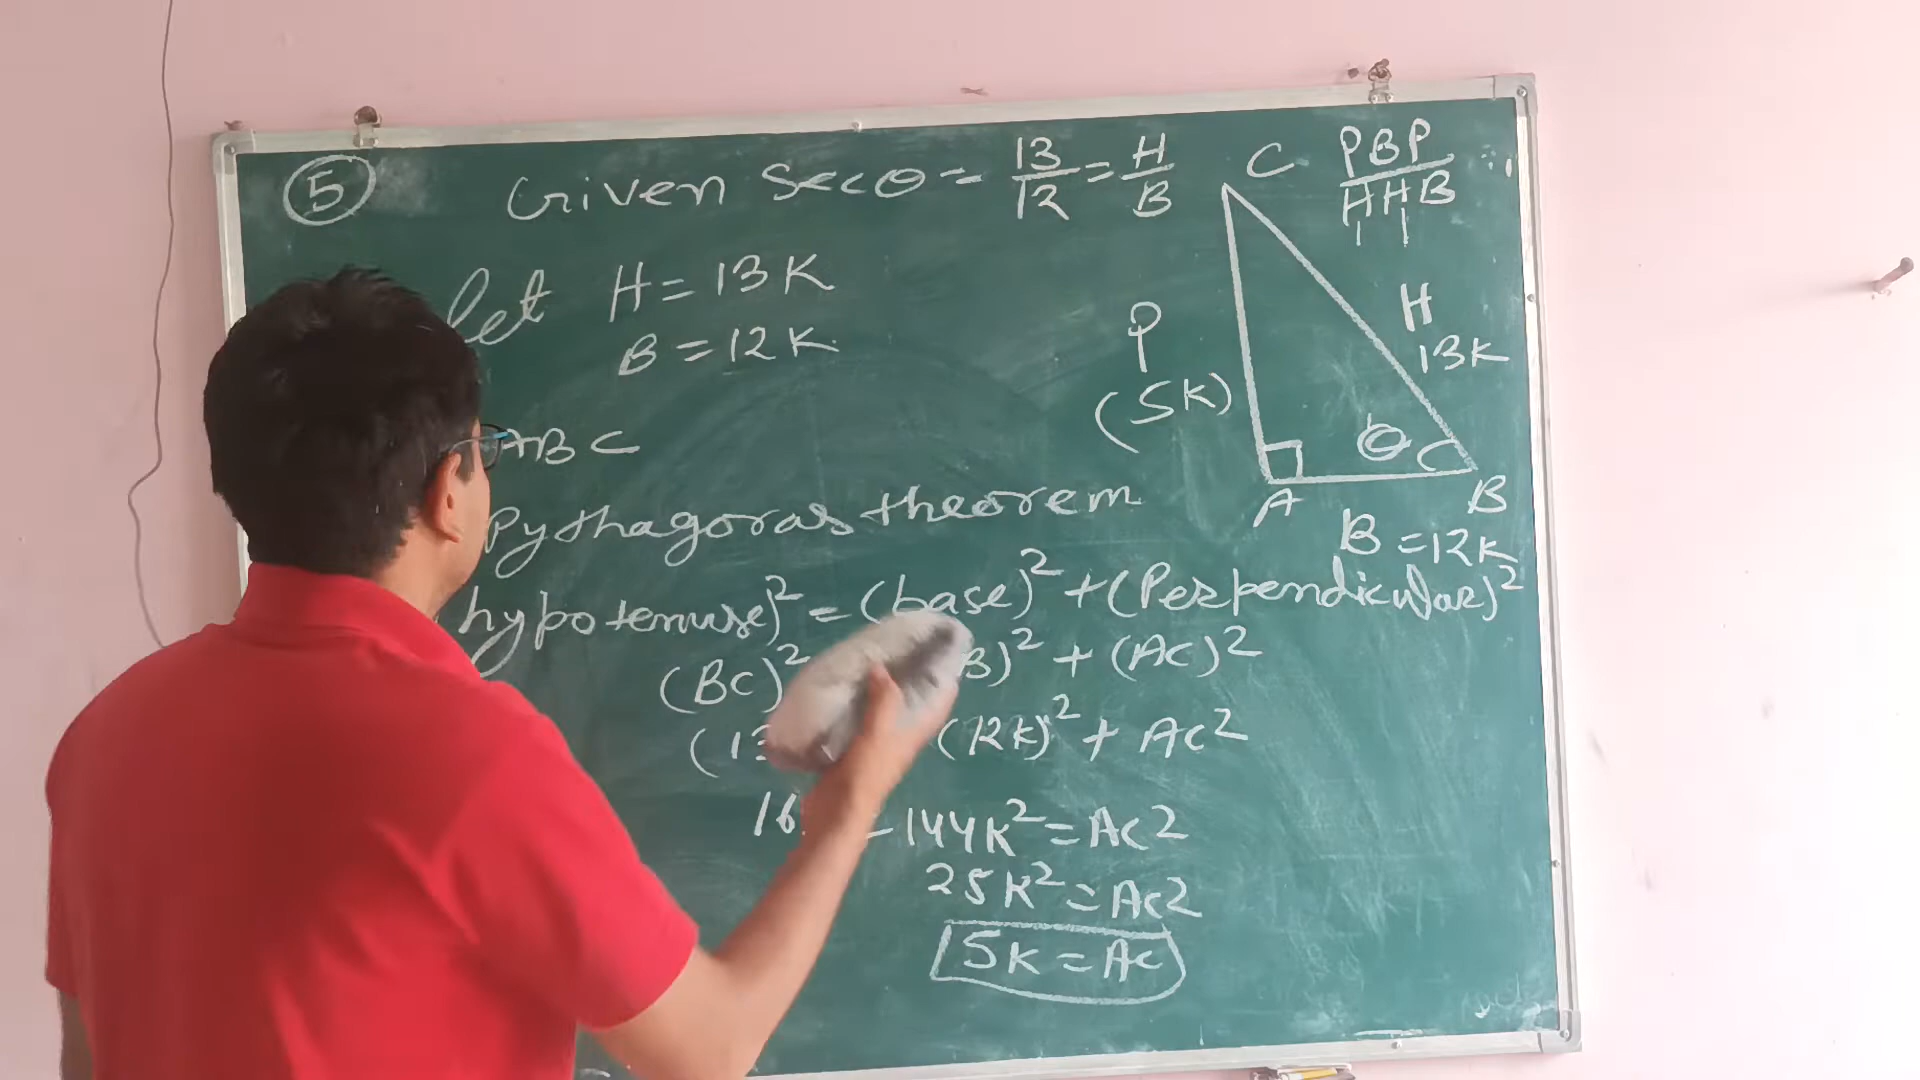 5 Given Secθ = 13/12 = H/B
Let H = 13K
B = 12K
ABC
Pythagoras theorem
hypotenuse)² = (base)² + (Perpendicular)²
(BC)² B)² + (AC)²
(13 (12K)² + AC²
16 - 144K² = AC²
25K² = AC²
5K = AC
C
PBP
HHB
H
13K
P
(5K)
θ
A
B
B = 12K